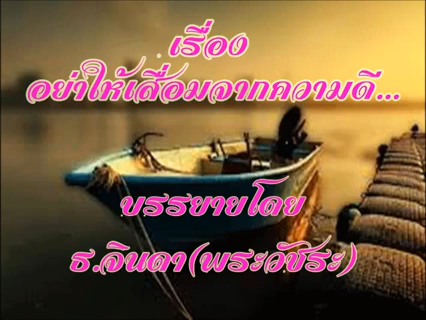 เรื่อง
อย่าให้เสื่อมจากความดี...
บรรยายโดย
ธ.จินดา(พระวัชระ)